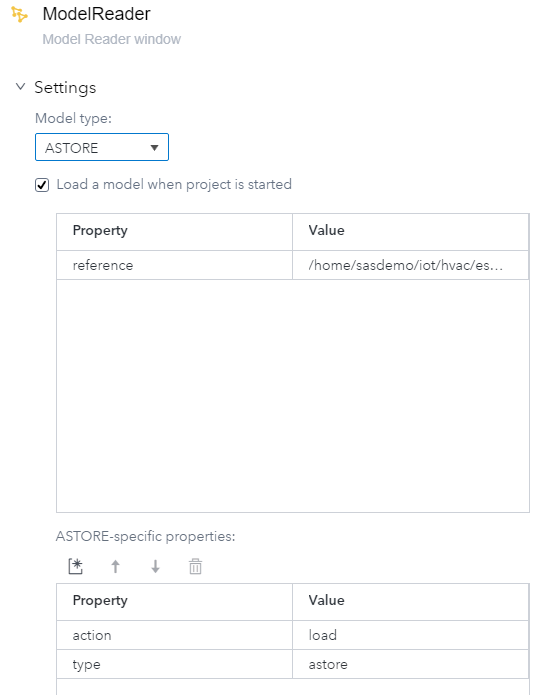 ModelReader
Model Reader window
Settings
Model type:
ASTORE
Load a model when project is started
Property Value
reference /home/sasdemo/iot/hvac/es...
ASTORE-specific properties:
Property Value
action load
type astore